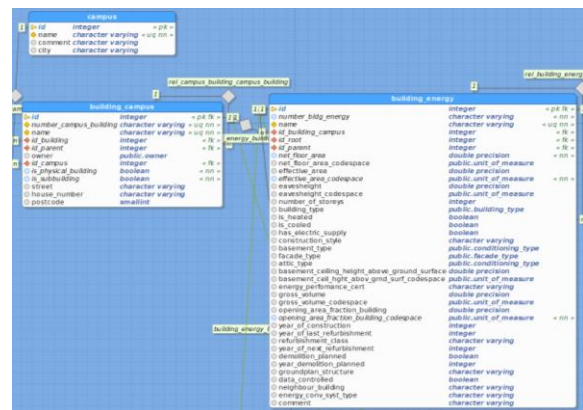 campus
1
id integer « pk »
name character varying « uq nn »
comment character varying
city character varying
rel_campus_building_campus_building
1
building_campus
id integer « pk fk »
number_campus_building character varying « uq nn »
name character varying « uq nn »
id_building integer « fk »
id_parent integer « fk »
owner public.owner
id_campus integer « fk »
is_physical_building boolean « nn »
is_subbuilding boolean « nn »
street character varying
house_number character varying
postcode smallint
1
building_energy
id integer « pk fk »
number_bldg_energy character varying « nn »
name character varying « uq nn »
id_building_campus integer « fk »
id_root integer « fk »
id_parent integer « fk »
net_floor_area double precision « nn »
net_floor_area_codespace public.unit_of_measure
effective_area double precision
effective_area_codespace public.unit_of_measure « nn »
eavesheight double precision
eavesheight_codespace public.unit_of_measure
number_of_storeys integer
building_type public.building_type
is_heated boolean
is_cooled boolean
has_electric_supply boolean
construction_style character varying
basement_type public.conditioning_type
facade_type public.facade_type
attic_type public.conditioning_type
basement_ceiling_height_above_ground_surface double precision
basement_ceil_hght_abov_grnd_surf_codespace public.unit_of_measure
energy_perfomance_cert character varying
gross_volume double precision
gross_volume_codespace public.unit_of_measure
opening_area_fraction_building double precision
opening_area_fraction_building_codespace public.unit_of_measure « nn »
year_of_construction integer
year_of_last_refurbishment integer
refurbishment_class character varying
year_of_next_refurbishment integer
demolition_planned boolean
year_demolition_planned integer
groundplan_structure character varying
data_controlled boolean
neighbour_building character varying
energy_conv_syst_type character varying
comment character varying